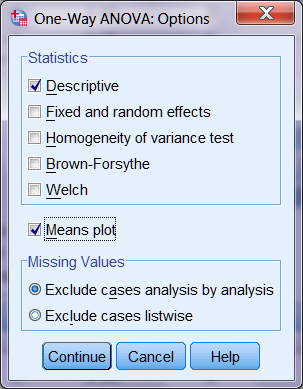 One-Way ANOVA: Options
Statistics
Descriptive
Fixed and random effects
Homogeneity of variance test
Brown-Forsythe
Welch
Means plot
Missing Values
Exclude cases analysis by analysis
Exclude cases listwise
Continue Cancel Help